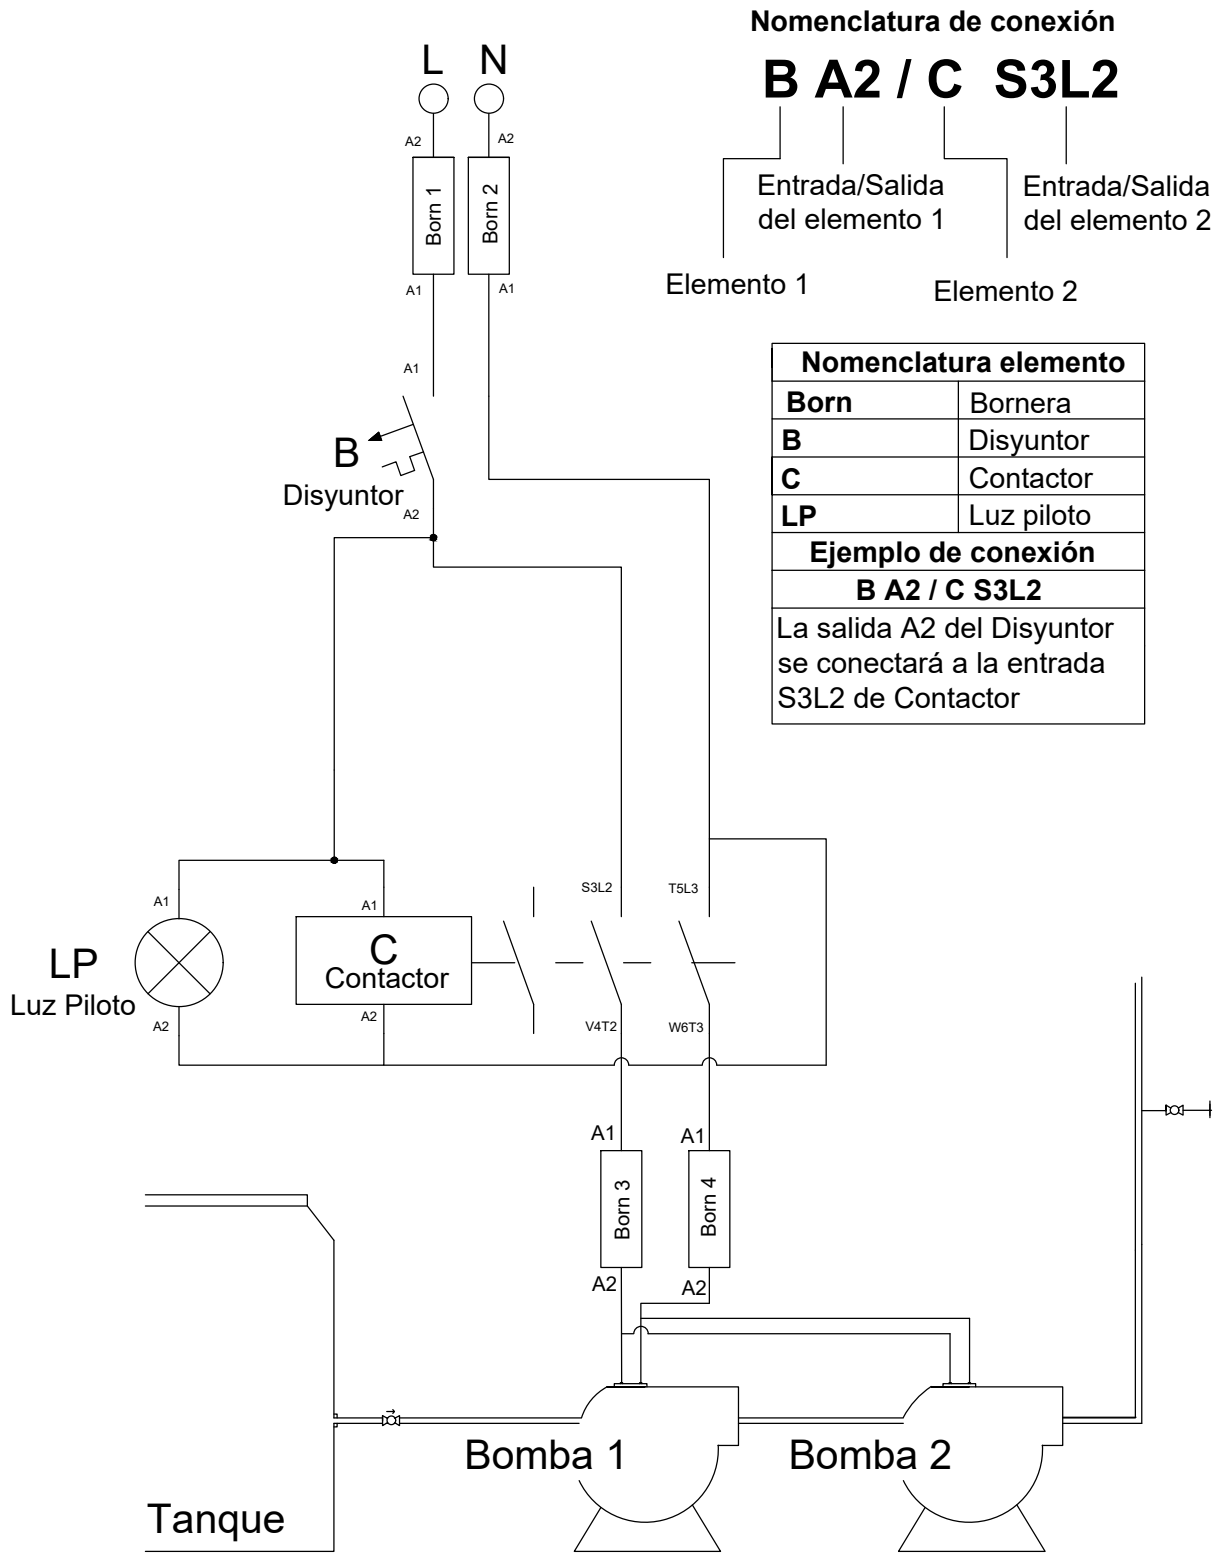 Nomenclatura de conexión
B A2 / C S3L2
Entrada/Salida
del elemento 1
Entrada/Salida
del elemento 2
Elemento 1
Elemento 2
L N
A2
A2
Born 1
Born 2
A1
A1
A1
B
Disyuntor
A2
Nomenclatura elemento
Born Bornera
B Disyuntor
C Contactor
LP Luz piloto
Ejemplo de conexión
B A2 / C S3L2
La salida A2 del Disyuntor
se conectará a la entrada
S3L2 de Contactor
A1
A1
S3L2
T5L3
LP
Luz Piloto
C
Contactor
A2
A2
V4T2
W6T3
A1
A1
Born 3
Born 4
A2
A2
Bomba 1
Bomba 2
Tanque